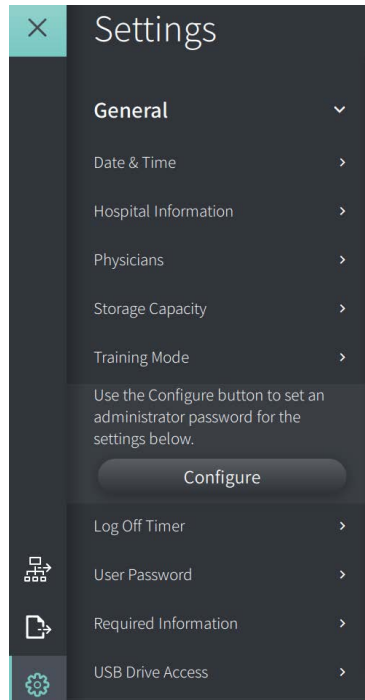 Settings
General
Date & Time
Hospital Information
Physicians
Storage Capacity
Training Mode
Use the Configure button to set an
administrator password for the
settings below.
Configure
Log Off Timer
User Password
Required Information
USB Drive Access